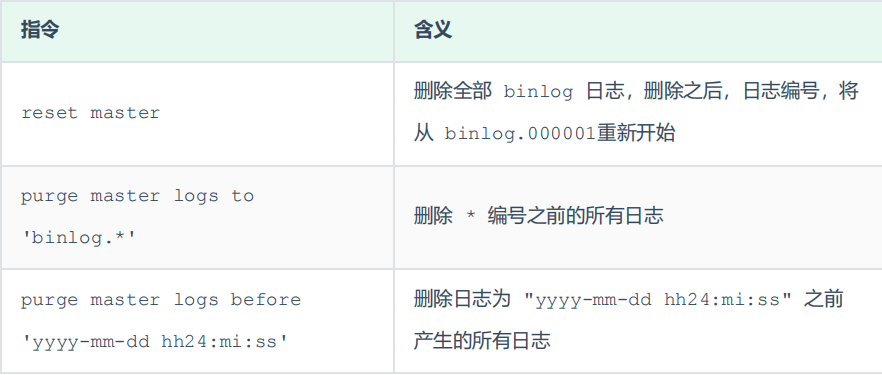 指令
含义
reset master
删除全部 binlog 日志，删除之后，日志编号，将
从 binlog.000001重新开始
purge master logs to
'binlog.*'
删除 * 编号之前的所有日志
purge master logs before
'yyyy-mm-dd hh24:mi:ss'
删除日志为 "yyyy-mm-dd hh24:mi:ss" 之前
产生的所有日志